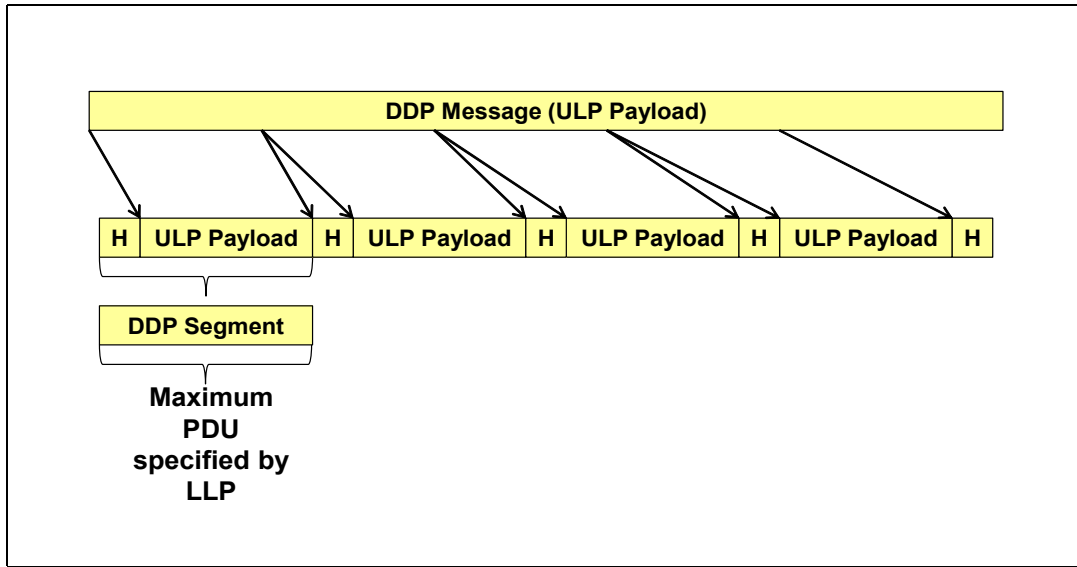 DDP Message (ULP Payload)
H ULP Payload H ULP Payload H ULP Payload H ULP Payload H
DDP Segment
Maximum
PDU
specified by
LLP